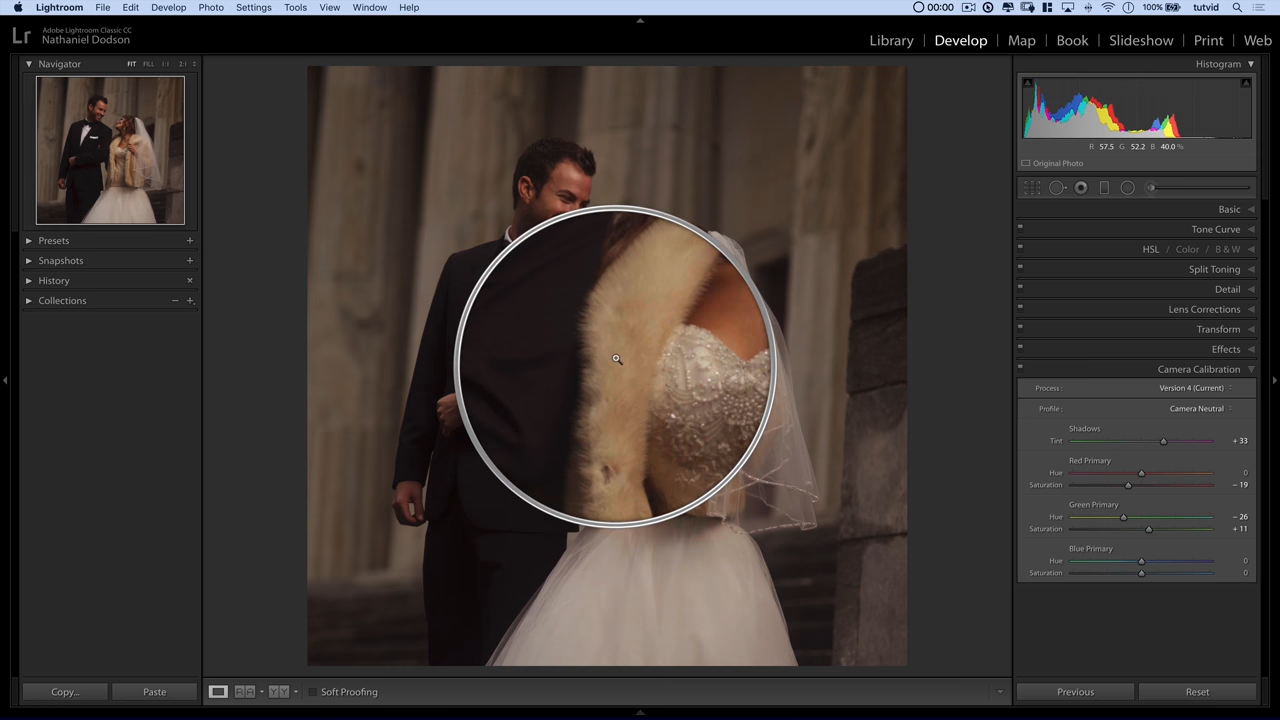 Lightroom File Edit Develop Photo Settings Tools View Window Help 00:00 100% tutvid
Lr Adobe Lightroom Classic CC
Nathaniel Dodson
Library | Develop | Map | Book | Slideshow | Print | Web
Navigator FIT FILL 1:1 2:1
Presets
Snapshots
History
Collections
Histogram
R 57.5 G 52.2 B 40.0 %
Original Photo
Basic
Tone Curve
HSL / Color / B & W
Split Toning
Detail
Lens Corrections
Transform
Effects
Camera Calibration
Process: Version 4 (Current)
Profile: Camera Neutral
Shadows
Tint + 33
Red Primary
Hue 0
Saturation - 19
Green Primary
Hue - 26
Saturation + 11
Blue Primary
Hue 0
Saturation 0
Copy... Paste
R A Y Y Soft Proofing
Previous Reset